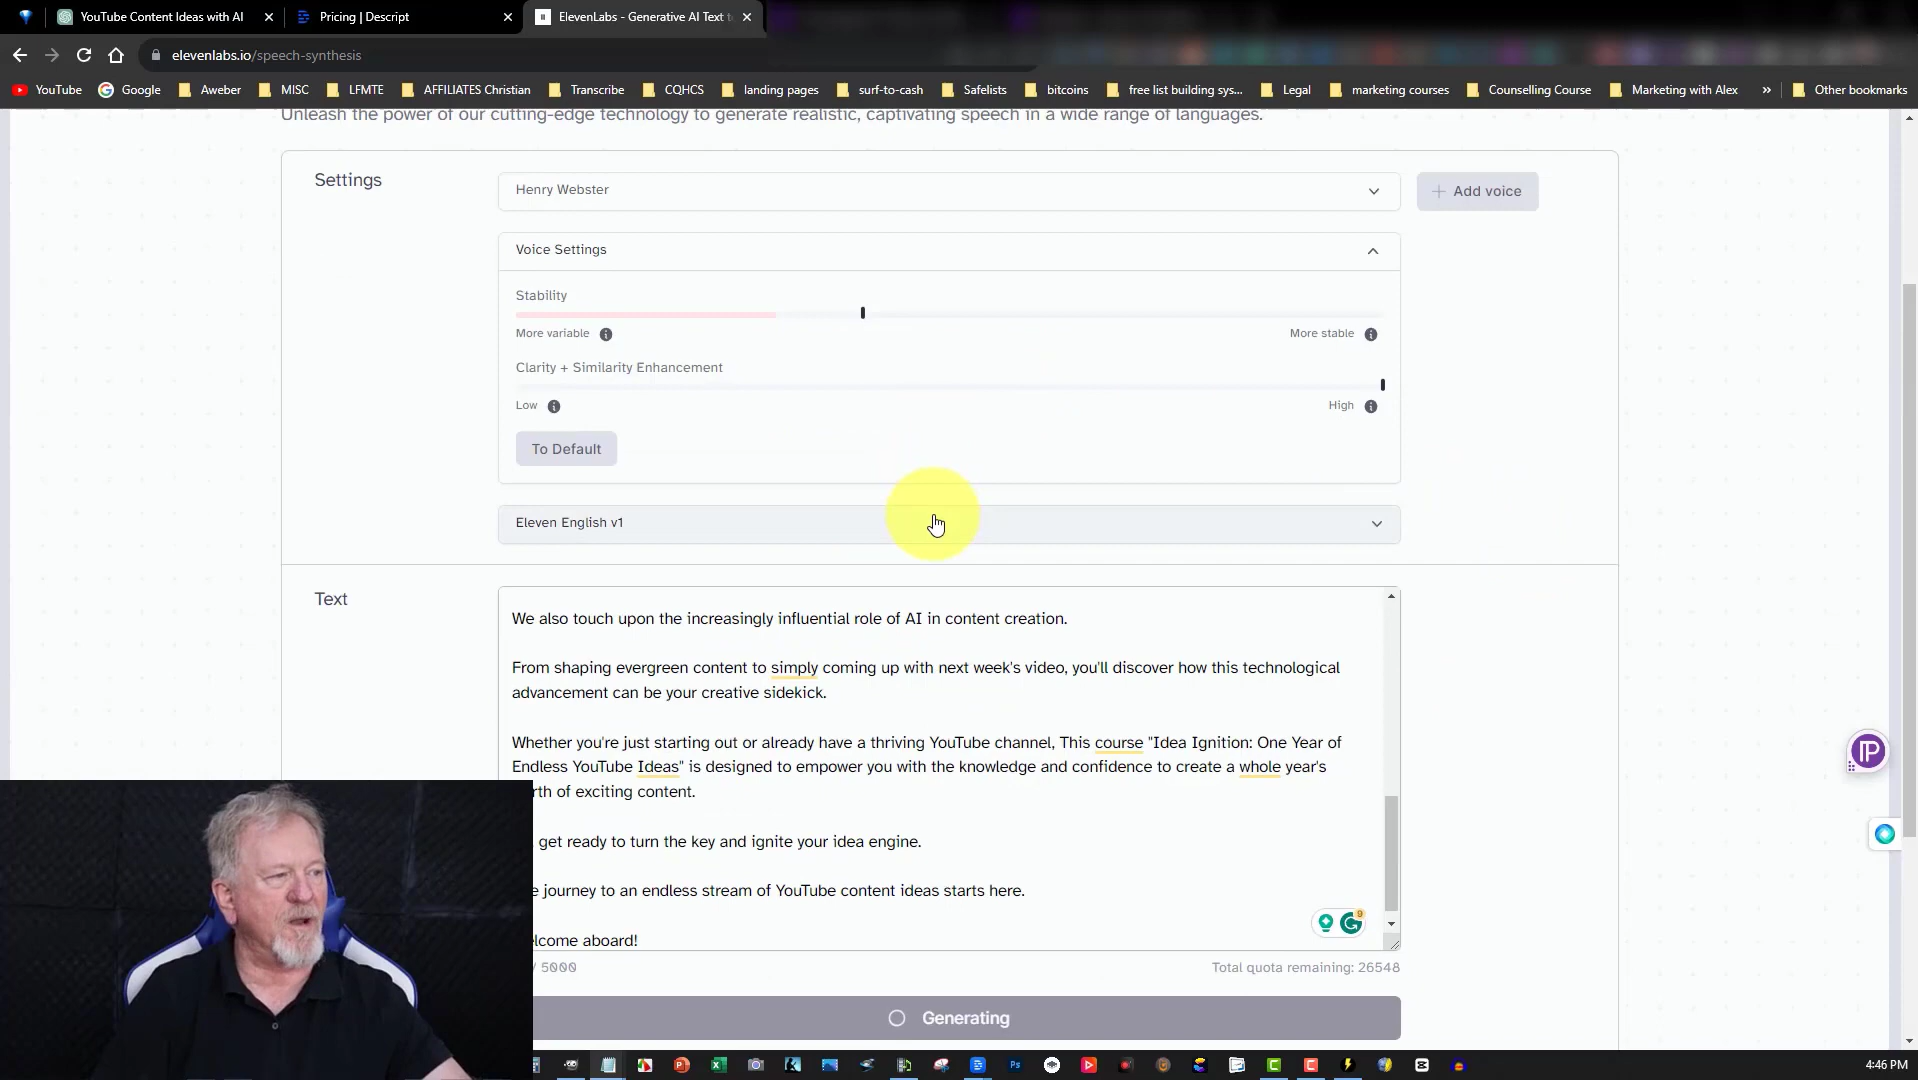 YouTube Content Ideas with AI
Pricing | Descript
ElevenLabs - Generative AI Text t
elevenlabs.io/speech-synthesis
YouTube
Google
Aweber
MISC
LFMTE
AFFILIATES Christian
Transcribe
CQHCS
landing pages
surf-to-cash
Safelists
bitcoins
free list building sys...
Legal
marketing courses
Counselling Course
Marketing with Alex
»
Other bookmarks
Unleash the power of our cutting-edge technology to generate realistic, captivating speech in a wide range of languages.
Settings
Henry Webster
+ Add voice
Voice Settings
Stability
More variable
More stable
Clarity + Similarity Enhancement
Low
High
To Default
Eleven English v1
Text
We also touch upon the increasingly influential role of AI in content creation.
From shaping evergreen content to simply coming up with next week's video, you'll discover how this technological
advancement can be your creative sidekick.
Whether you're just starting out or already have a thriving YouTube channel, This course "Idea Ignition: One Year of
Endless YouTube Ideas" is designed to empower you with the knowledge and confidence to create a whole year's
rth of exciting content.
get ready to turn the key and ignite your idea engine.
e journey to an endless stream of YouTube content ideas starts here.
elcome aboard!
9
/ 5000
Total quota remaining: 26548
Generating
4:46 PM